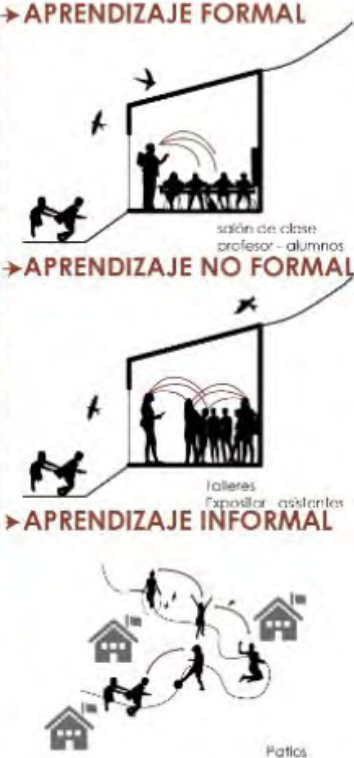 APRENDIZAJE FORMAL
salón de clase
profesor - alumnos
APRENDIZAJE NO FORMAL
Talleres
Expositor - asistentes
APRENDIZAJE INFORMAL
Patios